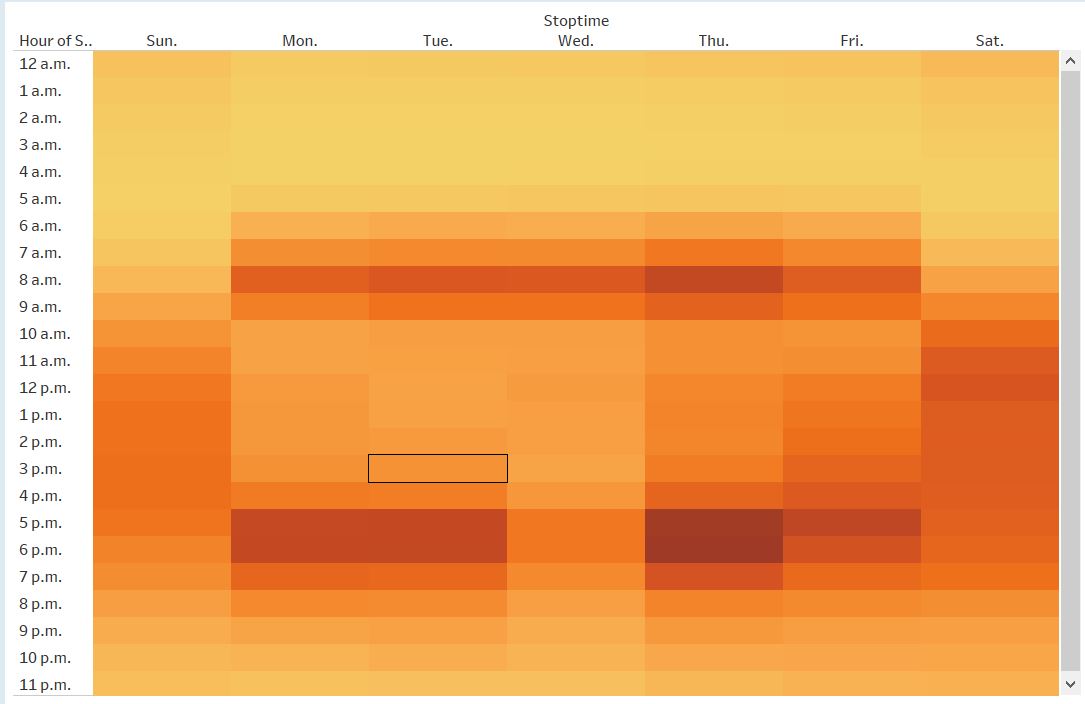 Stoptime
Hour of S.. Sun. Mon. Tue. Wed. Thu. Fri. Sat.
12 a.m.
1 a.m.
2 a.m.
3 a.m.
4 a.m.
5 a.m.
6 a.m.
7 a.m.
8 a.m.
9 a.m.
10 a.m.
11 a.m.
12 p.m.
1 p.m.
2 p.m.
3 p.m.
4 p.m.
5 p.m.
6 p.m.
7 p.m.
8 p.m.
9 p.m.
10 p.m.
11 p.m.